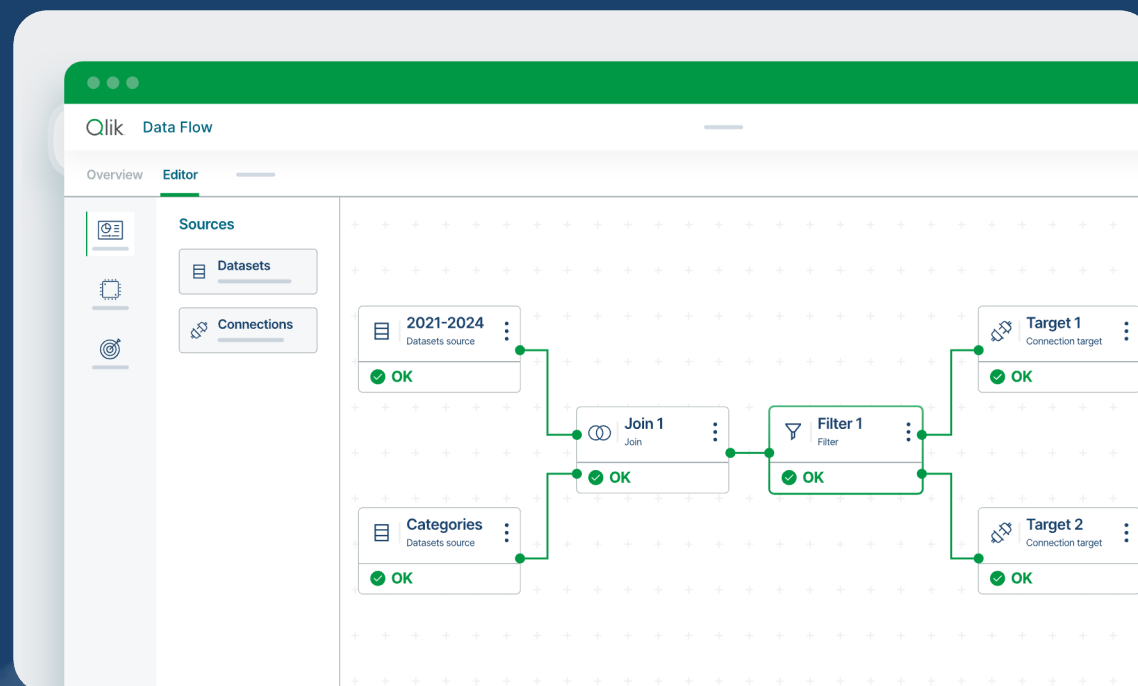 Qlik Data Flow
Overview Editor
Sources
Datasets
Connections
2021-2024
Datasets source
OK
Categories
Datasets source
OK
Join 1
Join
OK
Filter 1
Filter
OK
Target 1
Connection target
OK
Target 2
Connection target
OK